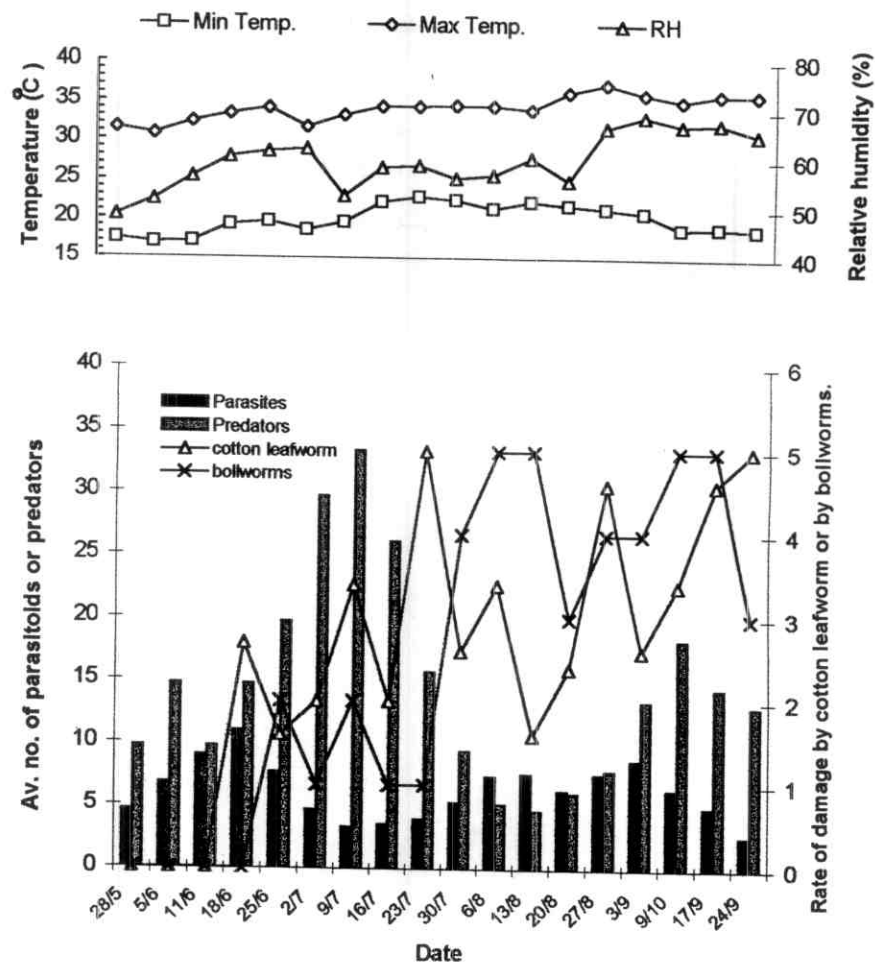 Min Temp. Max Temp. RH
Temperature (°C)
40
35
30
25
20
15
Relative humidity (%)
80
70
60
50
40
Av. no. of parasitoids or predators
40
35
30
25
20
15
10
5
0
Parasites
Predators
cotton leafworm
bollworms
Rate of damage by cotton leafworm or by bollworms.
6
5
4
3
2
1
0
28/5 5/6 11/6 18/6 25/6 2/7 9/7 16/7 23/7 30/7 6/8 13/8 20/8 27/8 3/9 9/10 17/9 24/9
Date